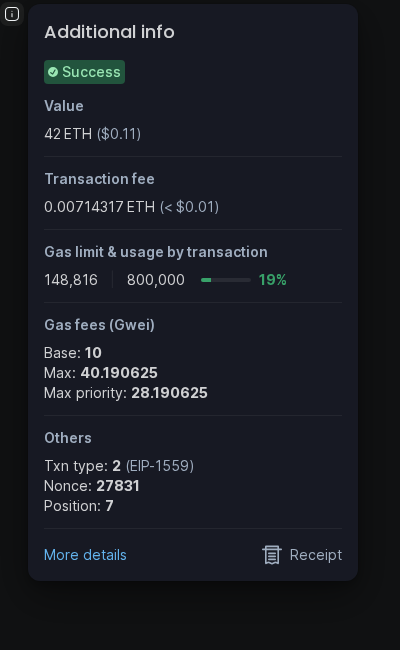 Additional info
Success
Value
42 ETH ($0.11)
Transaction fee
0.00714317 ETH (< $0.01)
Gas limit & usage by transaction
148,816 800,000 19%
Gas fees (Gwei)
Base: 10
Max: 40.190625
Max priority: 28.190625
Others
Txn type: 2 (EIP-1559)
Nonce: 27831
Position: 7
More details Receipt